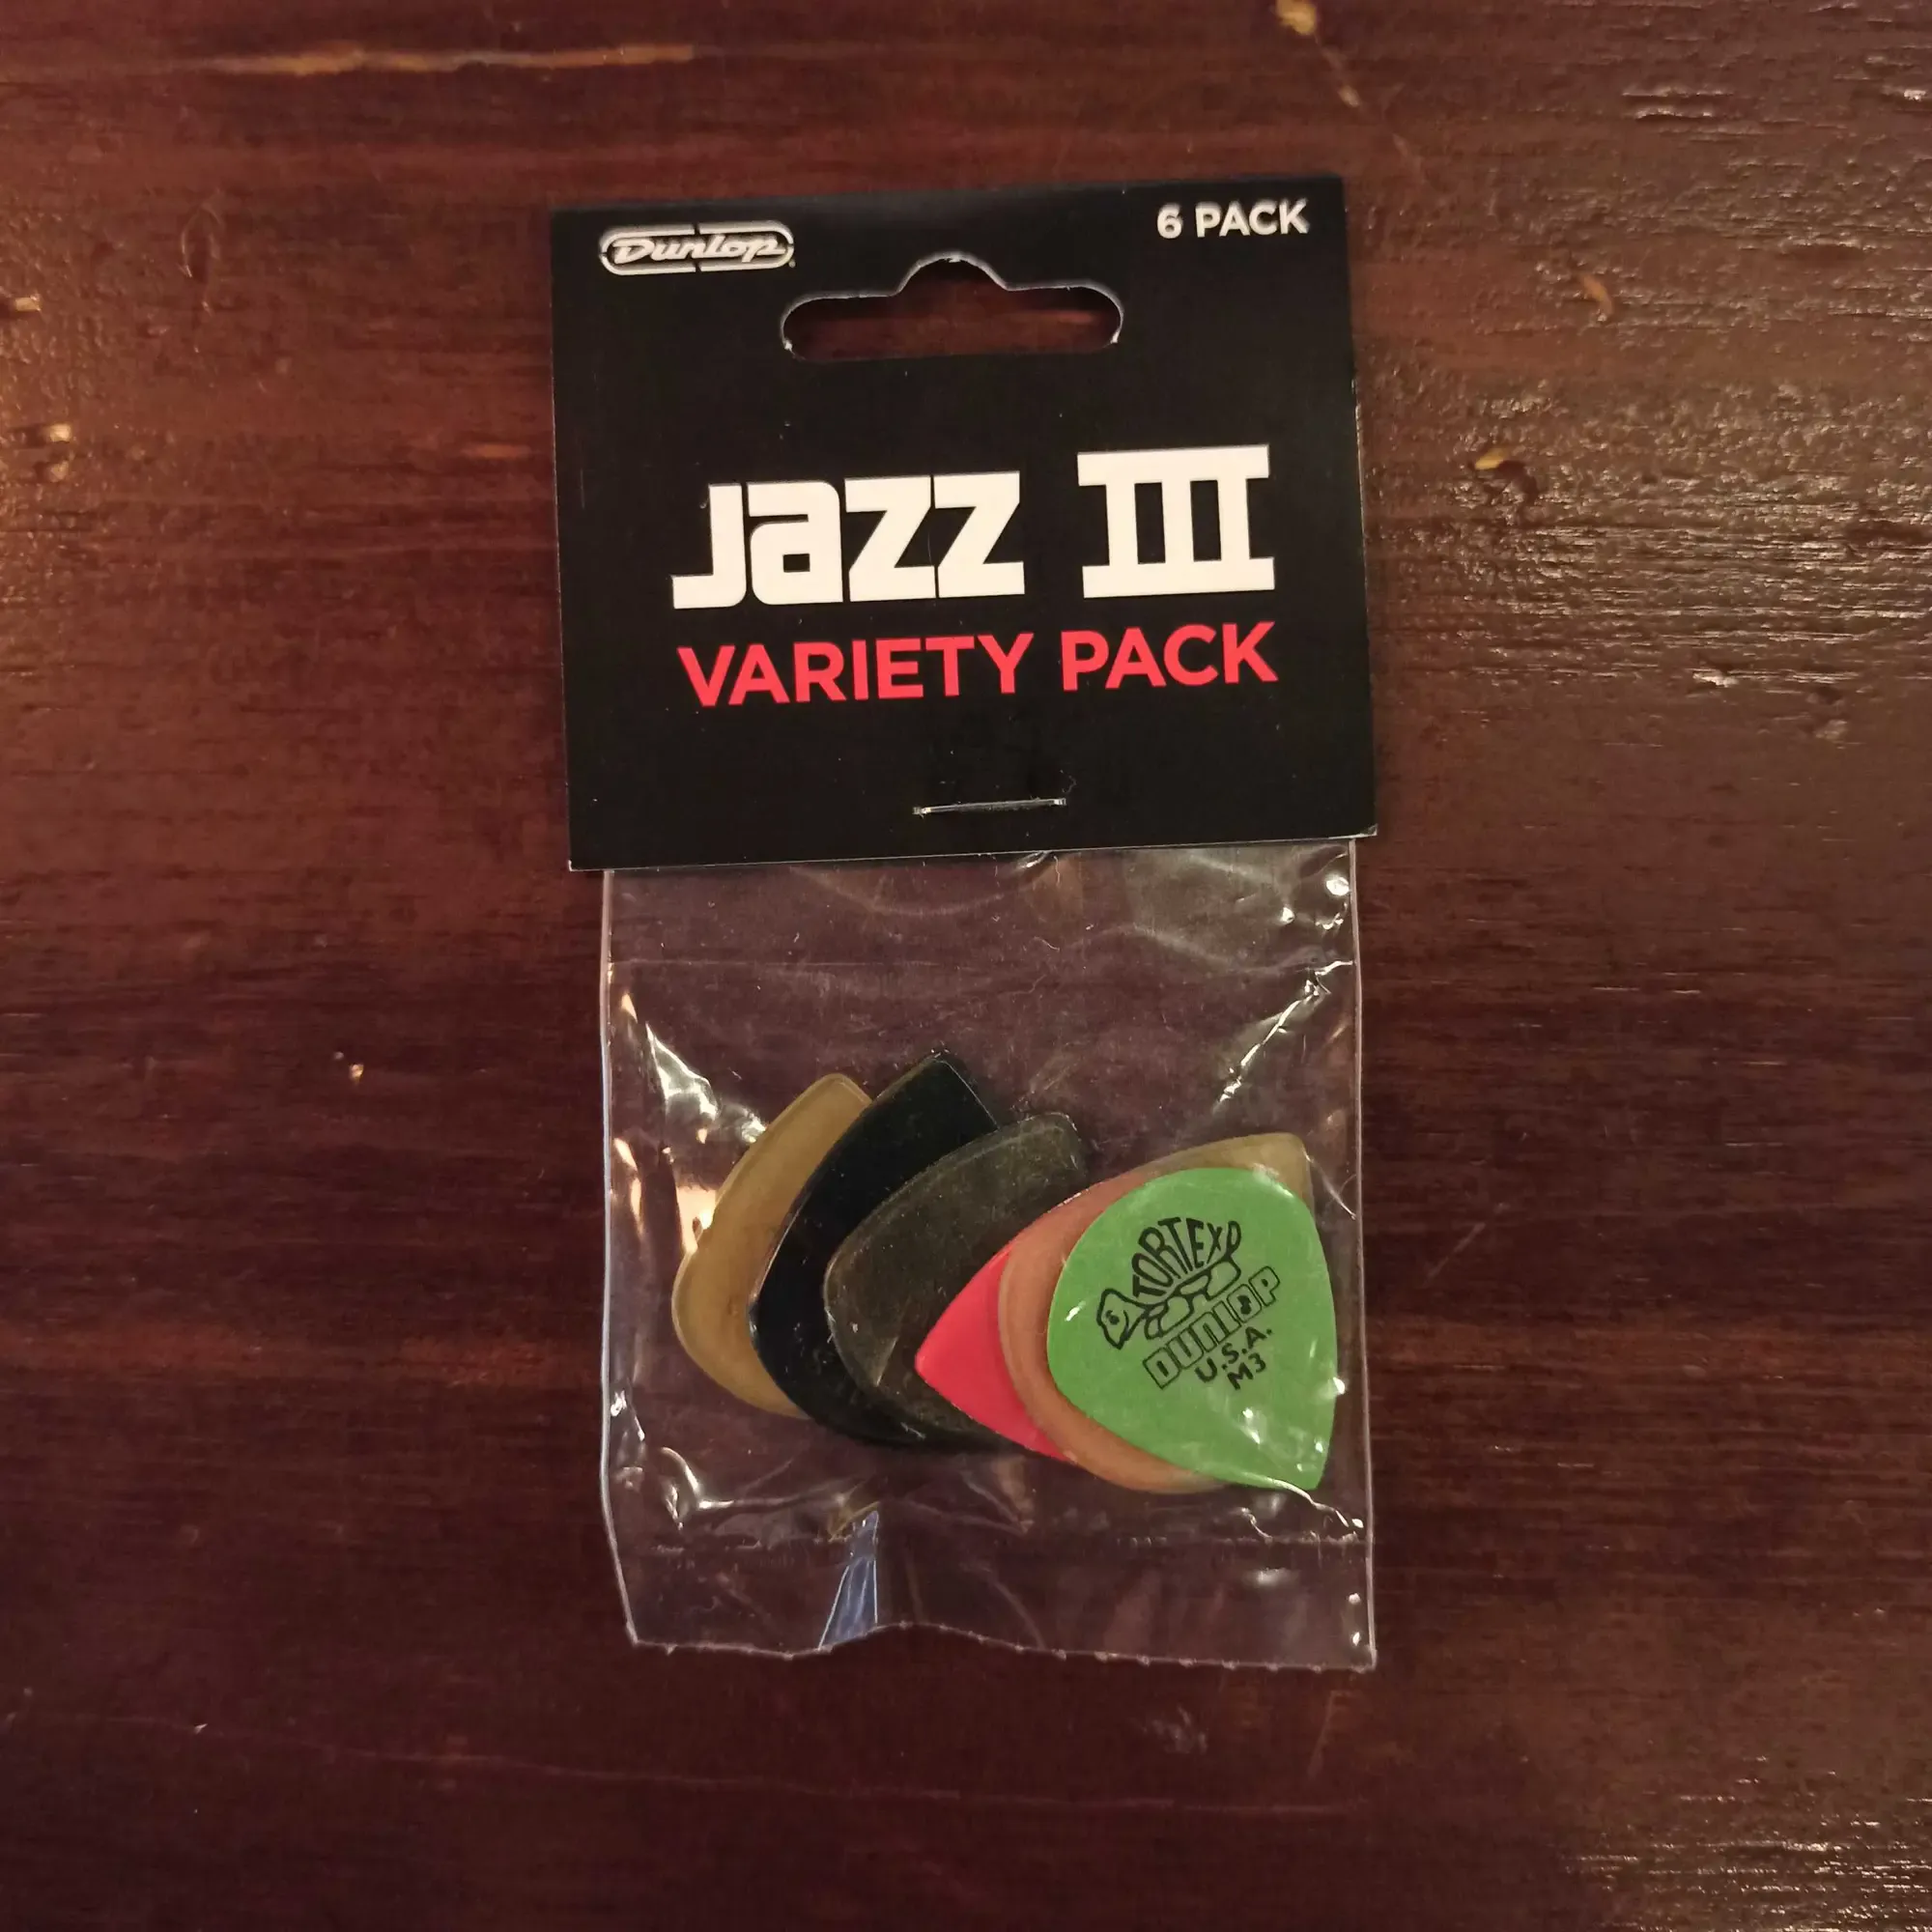 Dunlop
6 PACK
Jazz III
VARIETY PACK
TORTEX
DUNLOP
U.S.A.
M3